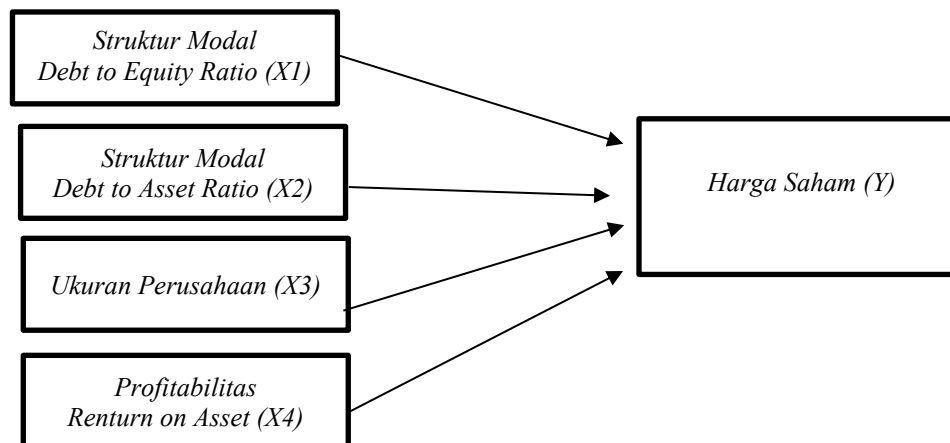 Struktur Modal
Debt to Equity Ratio (X1)
Struktur Modal
Debt to Asset Ratio (X2)
Harga Saham (Y)
Ukuran Perusahaan (X3)
Profitabilitas
Renturn on Asset (X4)